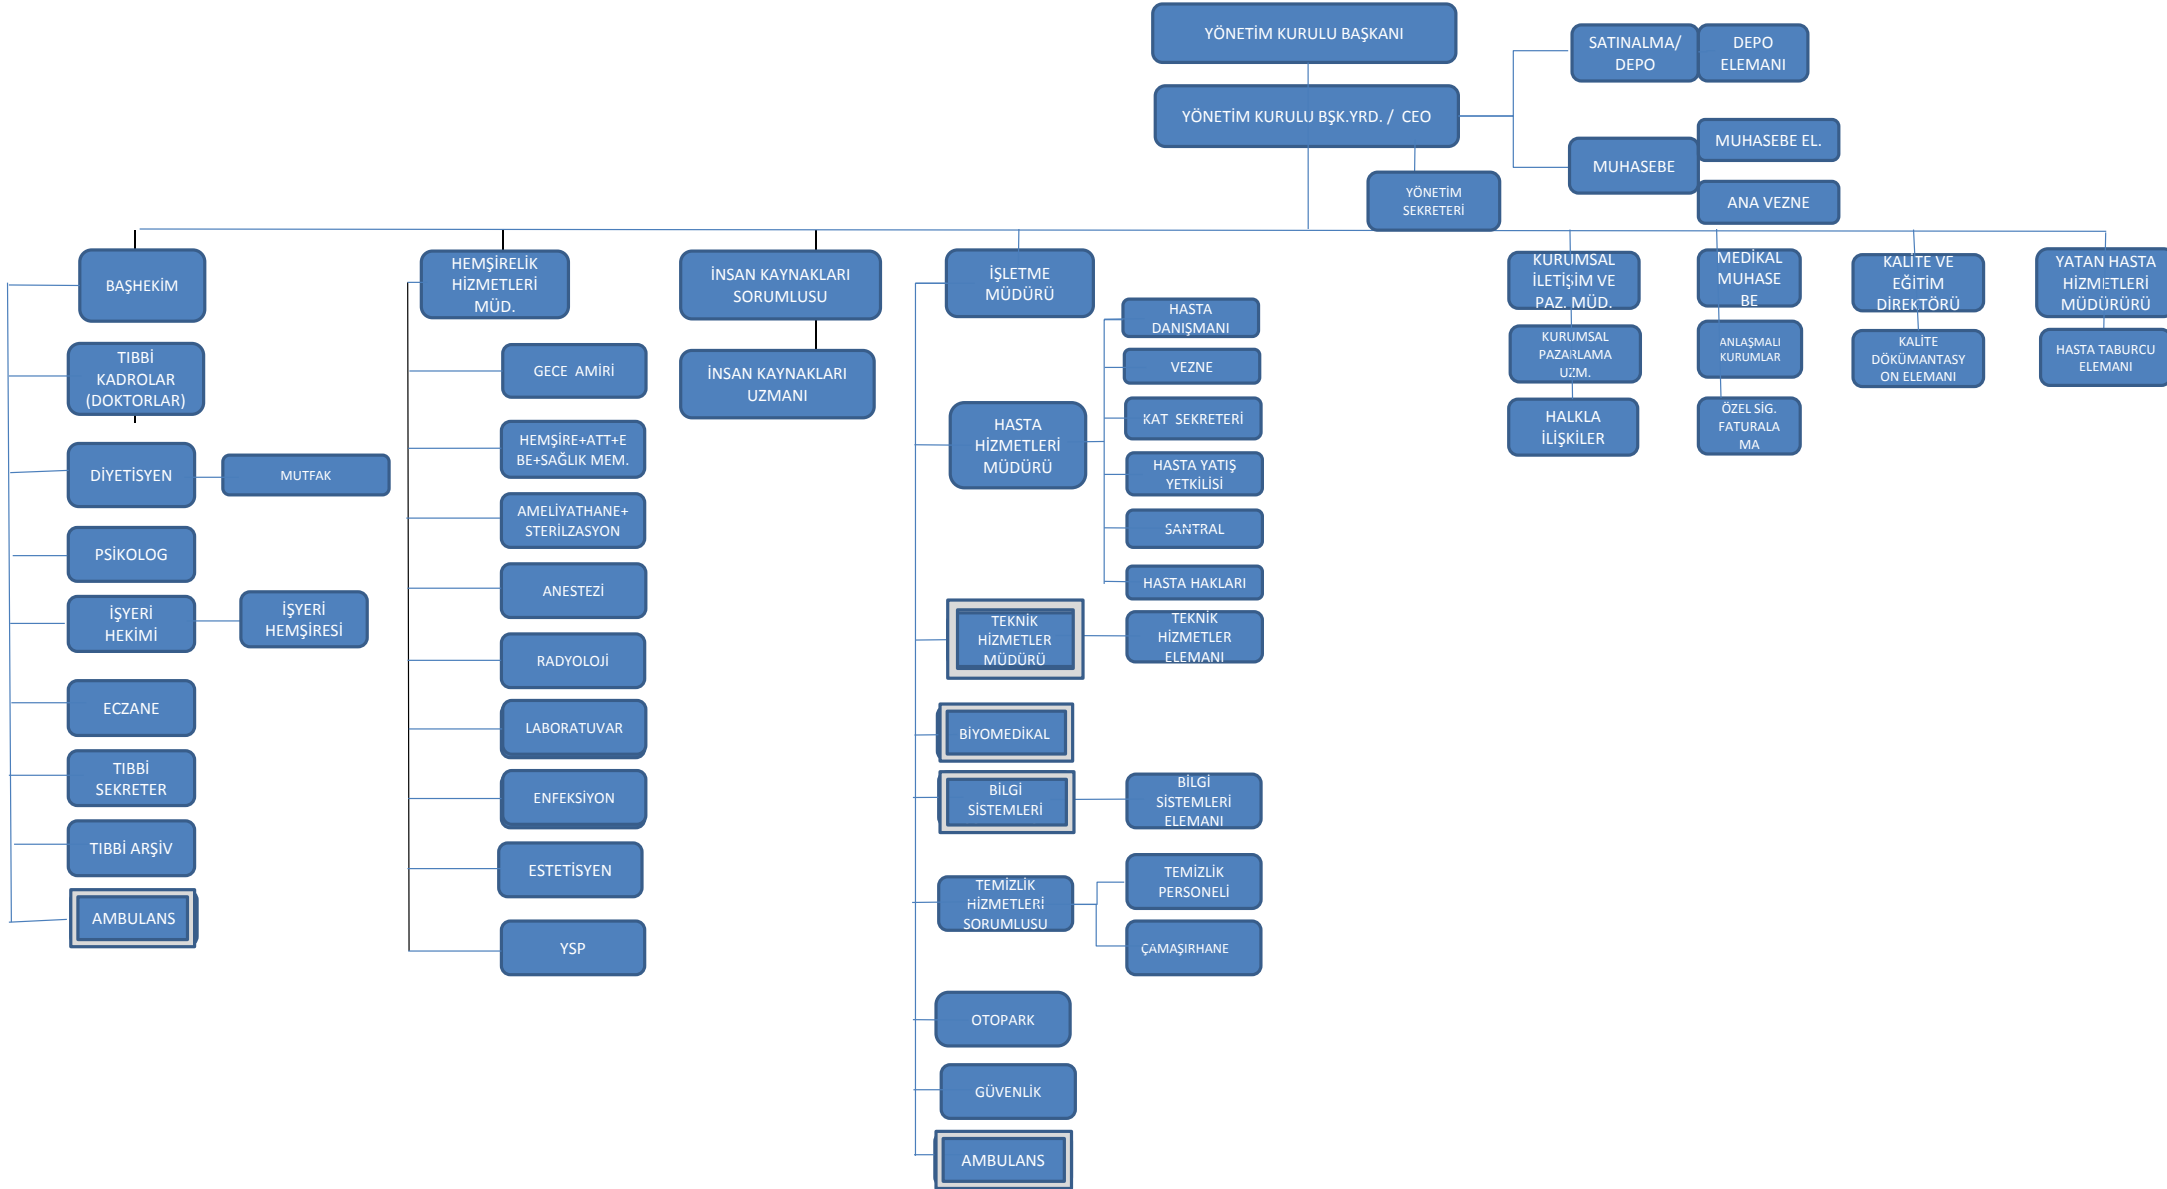 YÖNETİM KURULU BAŞKANI
SATINALMA/
DEPO
DEPO
ELEMANI
YÖNETİM KURULU BŞK.YRD. / CEO
MUHASEBE EL.
MUHASEBE
ANA VEZNE
YÖNETİM
SEKRETERİ
BAŞHEKİM
TIBBİ
KADROLAR
(DOKTORLAR)
DİYETİSYEN
MUTFAK
PSİKOLOG
İŞYERİ
HEKİMİ
İŞYERİ
HEMŞİRESİ
ECZANE
TIBBİ
SEKRETER
TIBBİ ARŞİV
AMBULANS
HEMŞİRELİK
HİZMETLERİ
MÜD.
GECE AMİRİ
HEMŞİRE+ATT+E
BE+SAĞLIK MEM.
AMELİYATHANE+
STERİLZASYON
ANESTEZİ
RADYOLOJİ
LABORATUVAR
ENFEKSİYON
ESTETİSYEN
YSP
İNSAN KAYNAKLARI
SORUMLUSU
İNSAN KAYNAKLARI
UZMANI
İŞLETME
MÜDÜRÜ
HASTA
HİZMETLERİ
MÜDÜRÜ
HASTA
DANIŞMANI
VEZNE
KAT SEKRETERİ
HASTA YATIŞ
YETKİLİSİ
SANTRAL
HASTA HAKLARI
TEKNİK
HİZMETLER
MÜDÜRÜ
TEKNİK
HİZMETLER
ELEMANI
BİYOMEDİKAL
BİLGİ
SİSTEMLERİ
BİLGİ
SİSTEMLERİ
ELEMANI
TEMİZLİK
HİZMETLERİ
SORUMLUSU
TEMİZLİK
PERSONELİ
ÇAMAŞIRHANE
OTOPARK
GÜVENLİK
AMBULANS
KURUMSAL
İLETİŞİM VE
PAZ. MÜD.
KURUMSAL
PAZARLAMA
UZM.
HALKLA
İLİŞKİLER
MEDİKAL
MUHASE
BE
ANLAŞMALI
KURUMLAR
ÖZEL SİG.
FATURALA
MA
KALİTE VE
EĞİTİM
DİREKTÖRÜ
KALİTE
DÖKÜMANTASY
ON ELEMANI
YATAN HASTA
HİZMETLERİ
MÜDÜRÜRÜ
HASTA TABURCU
ELEMANI